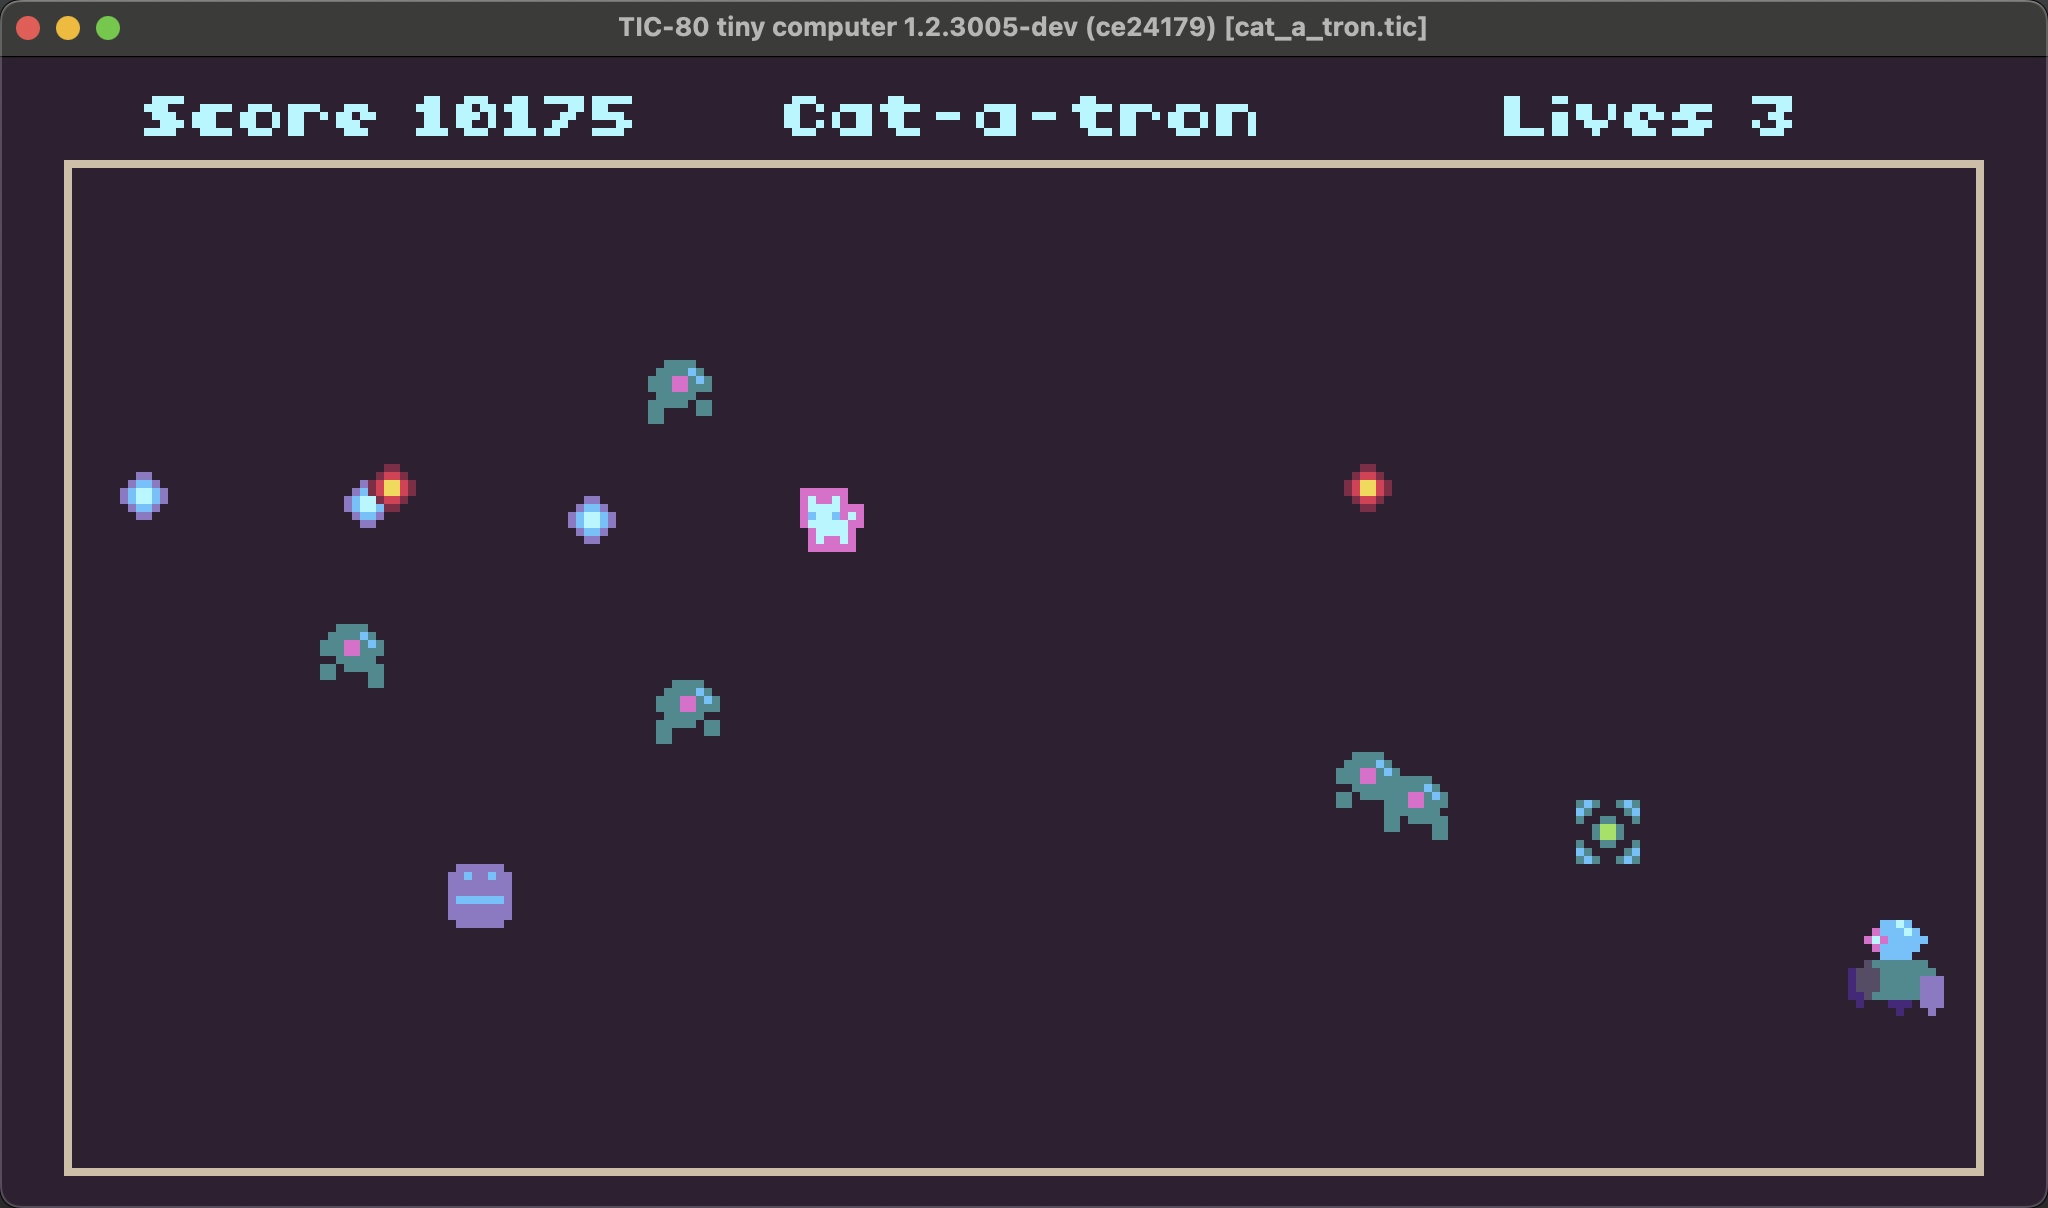 TIC-80 tiny computer 1.2.3005-dev (ce24179) [cat_a_tron.tic]
Score 10175 Cat-a-tron Lives 3